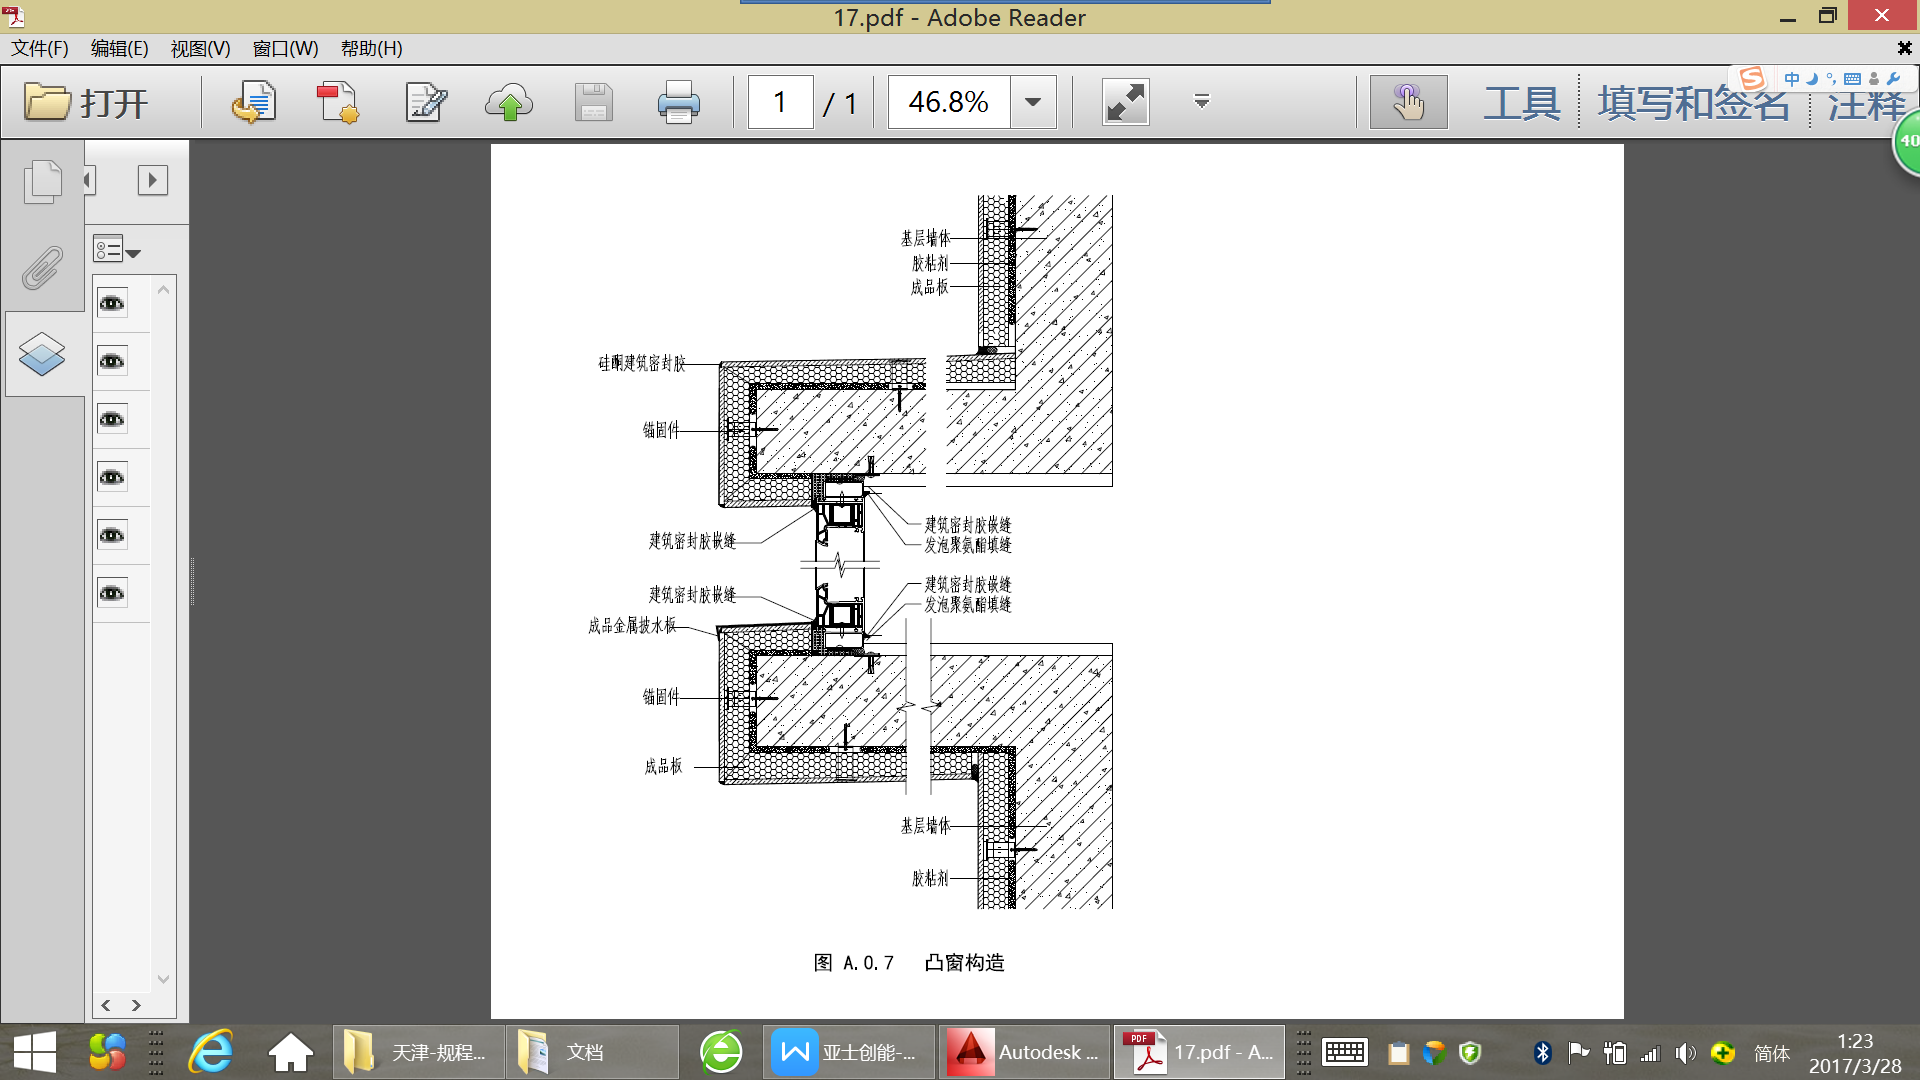 17.pdf - Adobe Reader
文件(F) 编辑(E) 视图(V) 窗口(W) 帮助(H)
打开 1 / 1 46.8% 工具 填写和签名 注释
中
40
基层墙体
胶粘剂
成品板
硅酮建筑密封胶
锚固件
建筑密封胶嵌缝
发泡聚氨酯填缝
建筑密封胶嵌缝
建筑密封胶嵌缝
发泡聚氨酯填缝
建筑密封胶嵌缝
成品金属披水板
锚固件
成品板
基层墙体
胶粘剂
图 A.0.7 凸窗构造
天津-规程... 文档 亚士创能-... Autodesk ... 17.pdf - A... 简体 1:23
2017/3/28